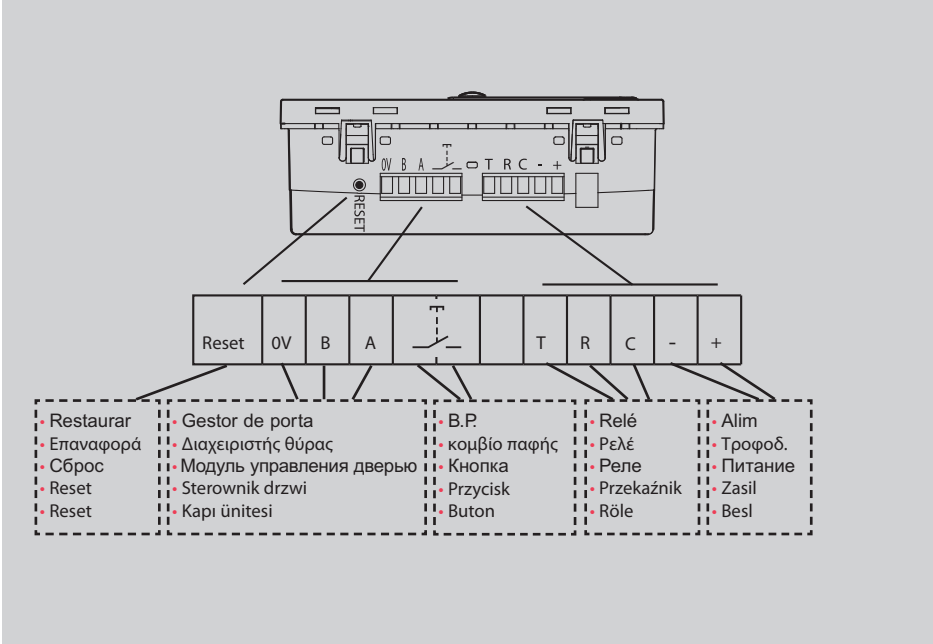 0V B A T R C - +
RESET
Reset 0V B A T R C - +
• Restaurar
• Επαναφορά
• Сброс
• Reset
• Reset
• Gestor de porta
• Διαχειριστής θύρας
• Модуль управления дверью
• Sterownik drzwi
• Kapı ünitesi
• B.P.
• κομβίο παφής
• Кнопка
• Przycisk
• Buton
• Relé
• Ρελέ
• Реле
• Przekaźnik
• Röle
• Alim
• Τροφοδ.
• Питание
• Zasil
• Besl